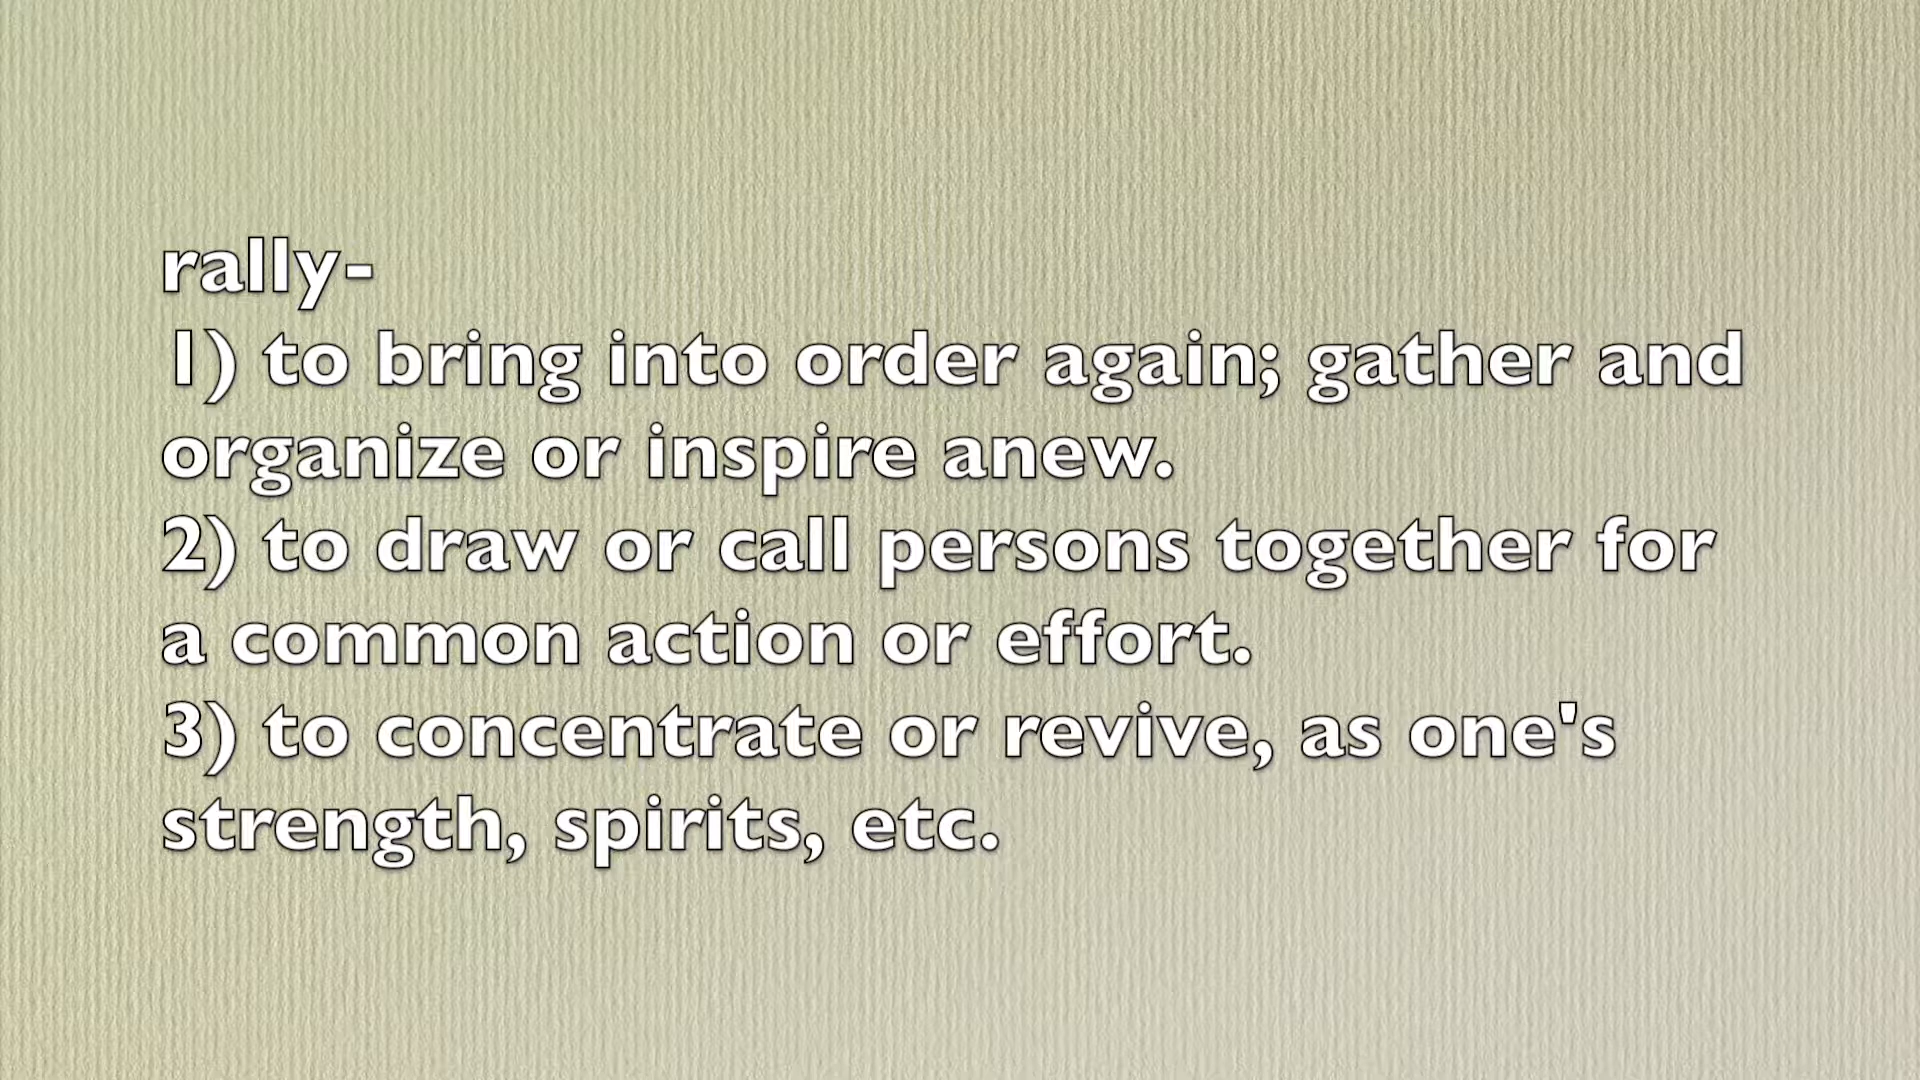 rally-
1) to bring into order again; gather and
organize or inspire anew.
2) to draw or call persons together for
a common action or effort.
3) to concentrate or revive, as one's
strength, spirits, etc.